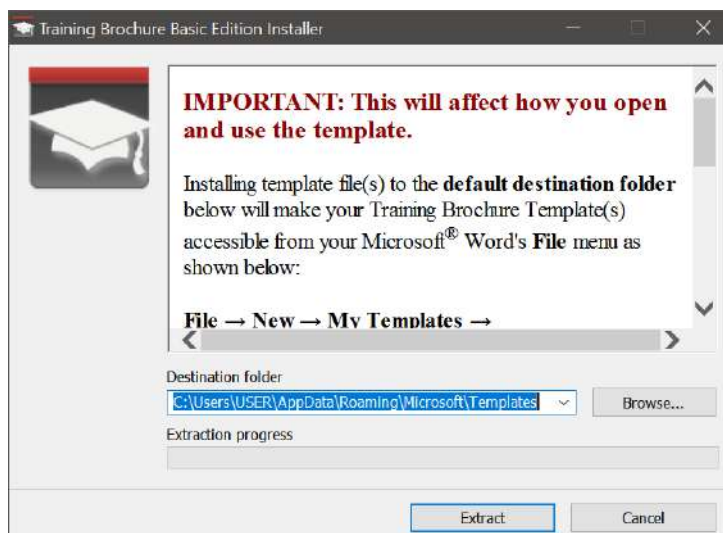 Training Brochure Basic Edition Installer
IMPORTANT: This will affect how you open
and use the template.
Installing template file(s) to the default destination folder
below will make your Training Brochure Template(s)
accessible from your Microsoft® Word's File menu as
shown below:
File → New → My Templates →
Destination folder
C:\Users\USER\AppData\Roaming\Microsoft\Templates
Browse...
Extraction progress
Extract
Cancel